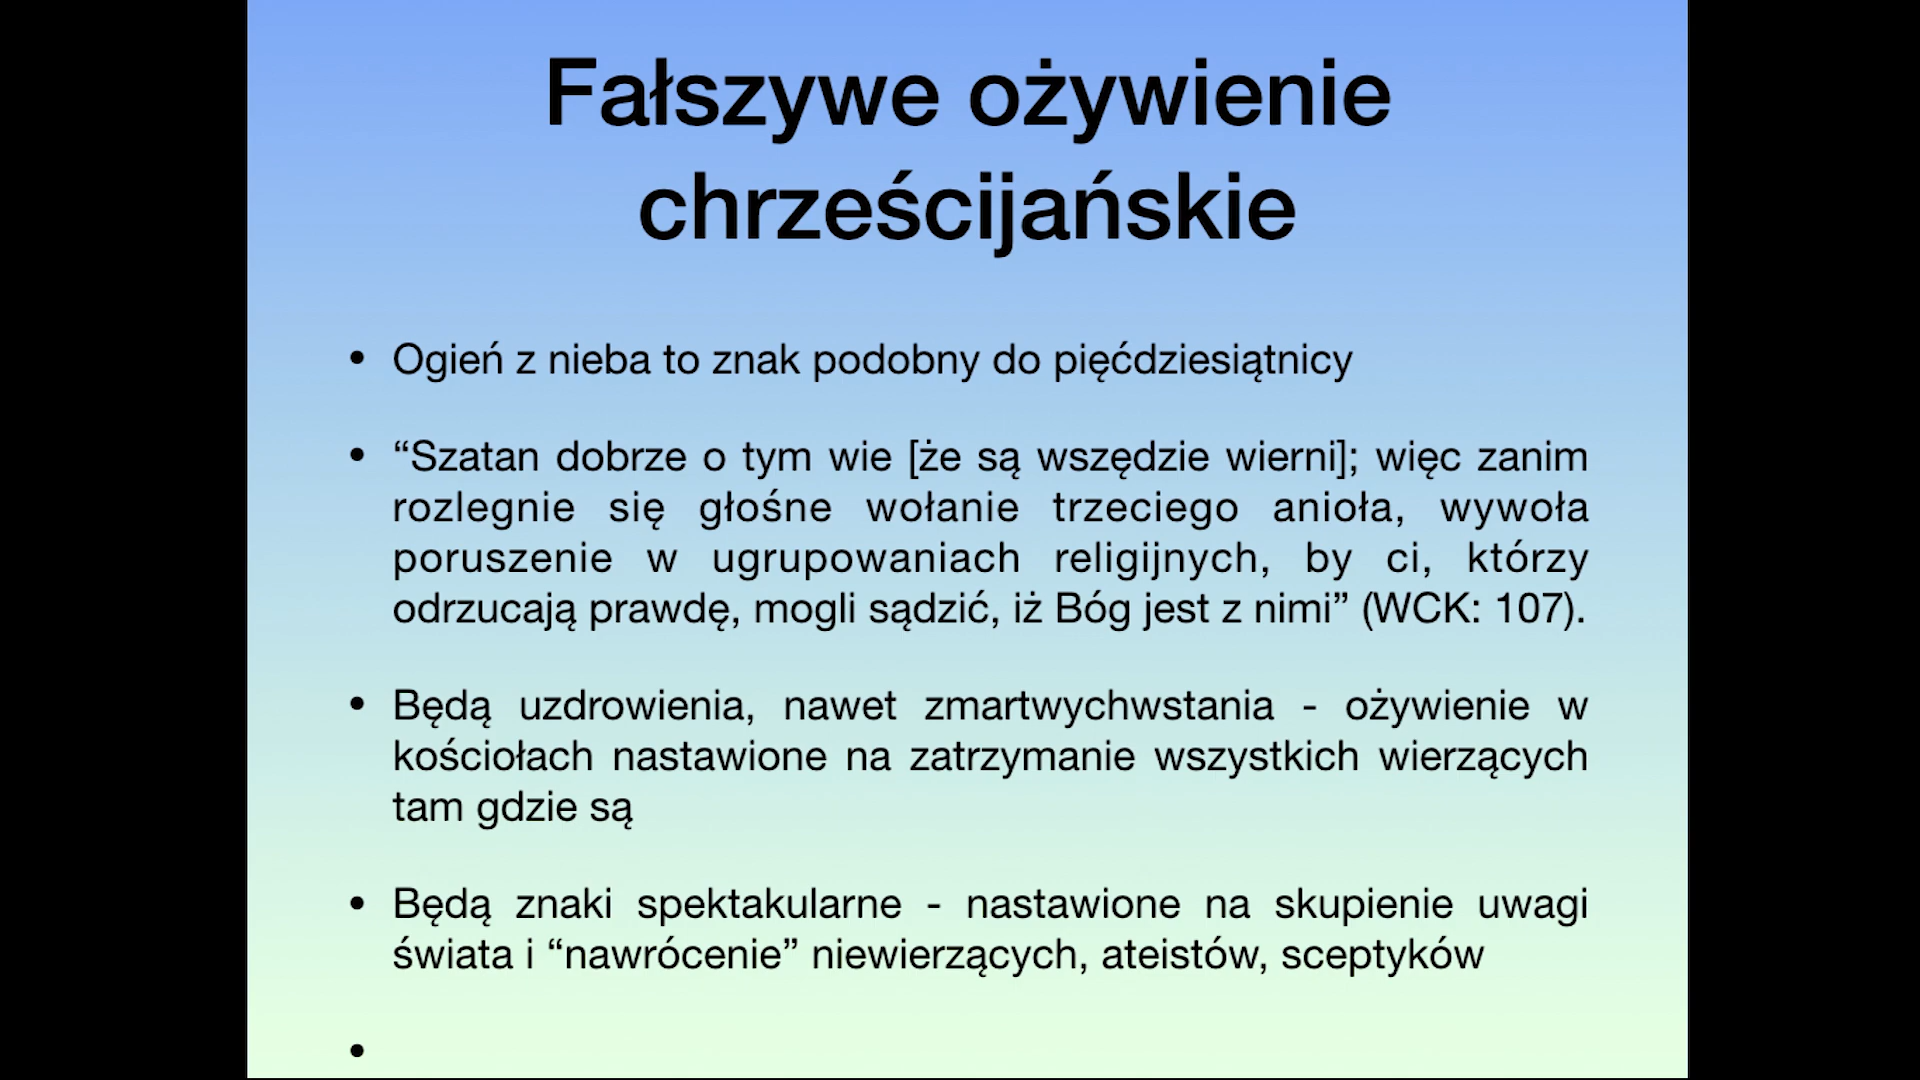 Fałszywe ożywienie
chrześcijańskie
• Ogień z nieba to znak podobny do pięćdziesiątnicy
• “Szatan dobrze o tym wie [że są wszędzie wierni]; więc zanim
rozlegnie się głośne wołanie trzeciego anioła, wywoła
poruszenie w ugrupowaniach religijnych, by ci, którzy
odrzucają prawdę, mogli sądzić, iż Bóg jest z nimi” (WCK: 107).
• Będą uzdrowienia, nawet zmartwychwstania - ożywienie w
kościołach nastawione na zatrzymanie wszystkich wierzących
tam gdzie są
• Będą znaki spektakularne - nastawione na skupienie uwagi
świata i “nawrócenie” niewierzących, ateistów, sceptyków
•